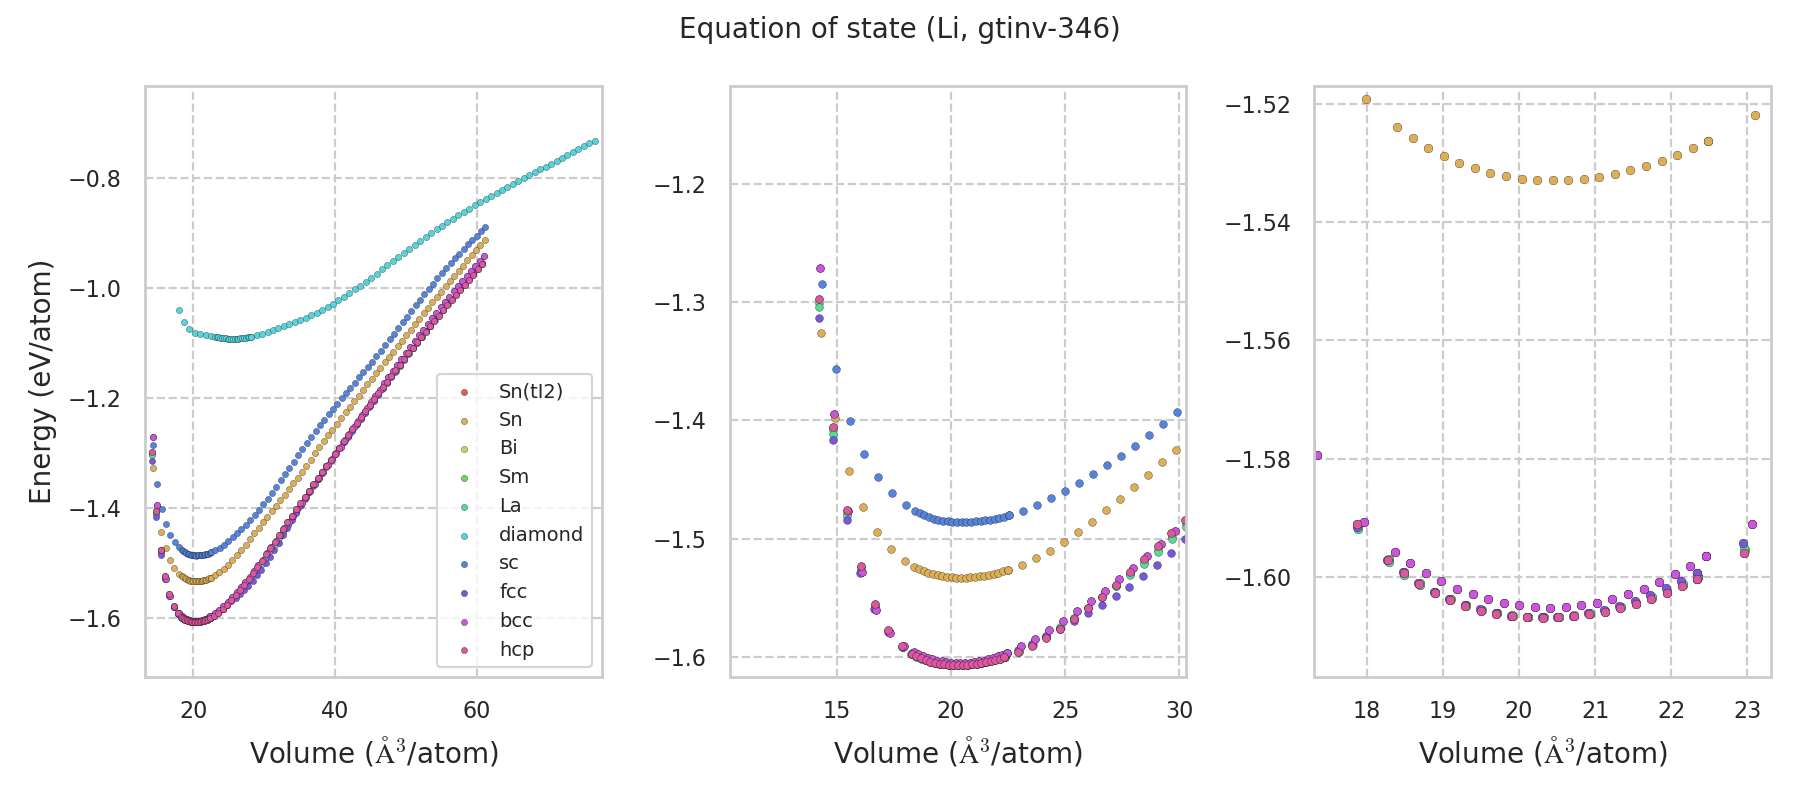 Equation of state (Li, gtinv-346)
Energy (eV/atom)
−0.8
−1.0
−1.2
−1.4
−1.6
20 40 60
Volume (Å³/atom)
Sn(tI2)
Sn
Bi
Sm
La
diamond
sc
fcc
bcc
hcp
−1.2
−1.3
−1.4
−1.5
−1.6
15 20 25 30
Volume (Å³/atom)
−1.52
−1.54
−1.56
−1.58
−1.60
18 19 20 21 22 23
Volume (Å³/atom)